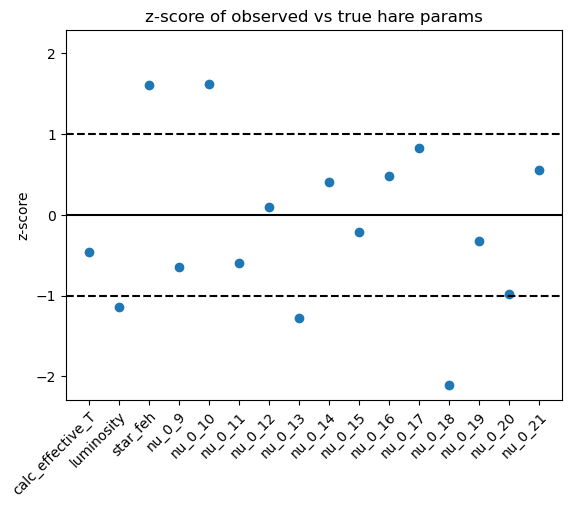 z-score of observed vs true hare params
z-score
2
1
0
−1
−2
calc_effective_T
luminosity
star_feh
nu_0_9
nu_0_10
nu_0_11
nu_0_12
nu_0_13
nu_0_14
nu_0_15
nu_0_16
nu_0_17
nu_0_18
nu_0_19
nu_0_20
nu_0_21